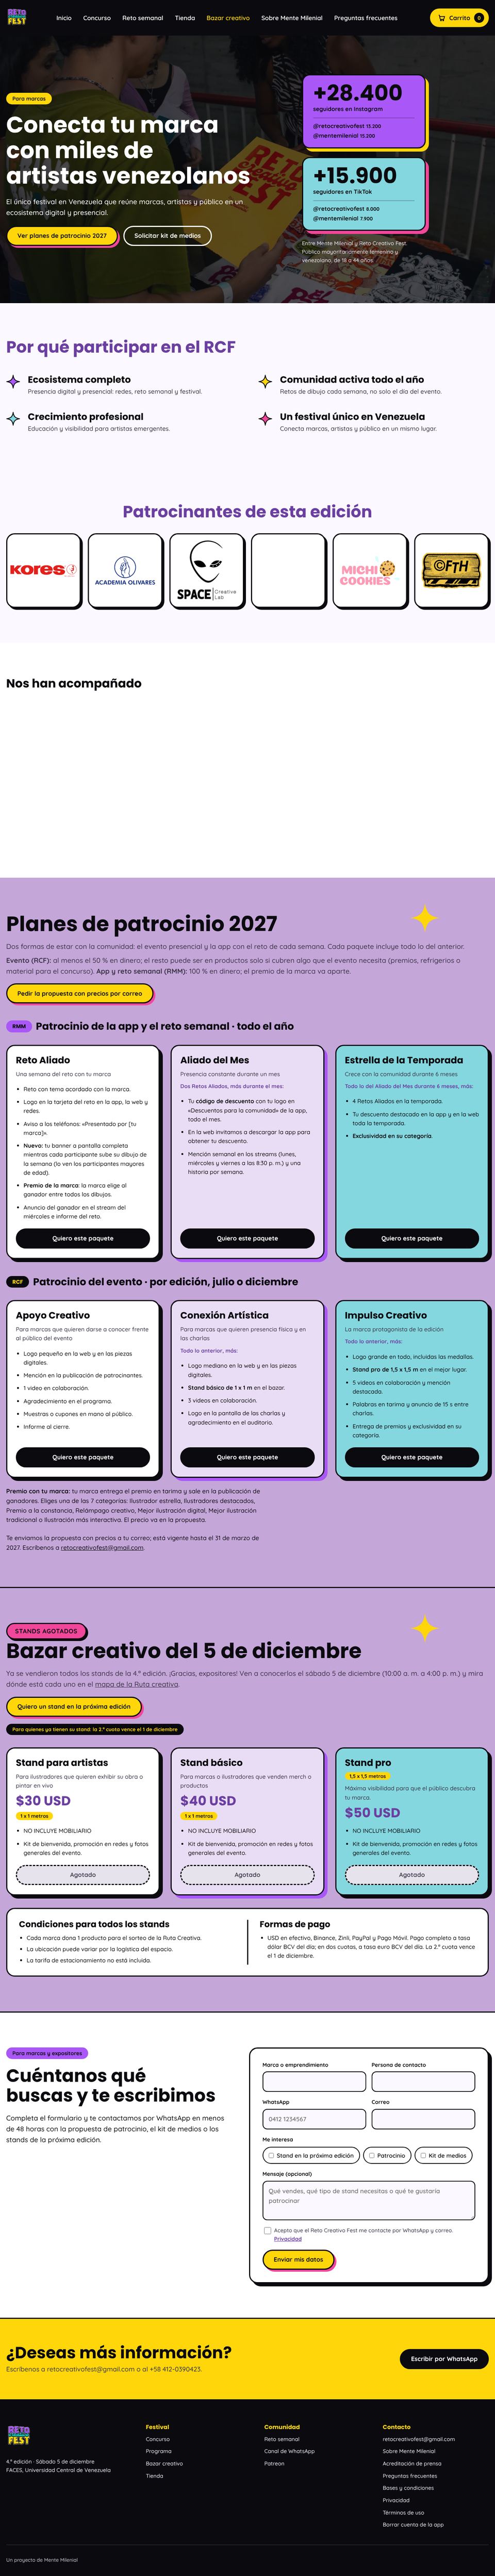 RETO FEST
Inicio
Concurso
Reto semanal
Tienda
Bazar creativo
Sobre Mente Milenial
Preguntas frecuentes
Carrito 0
Para marcas
Conecta tu marca
con miles de
artistas venezolanos
El único festival en Venezuela que reúne marcas, artistas y público en un
ecosistema digital y presencial.
Ver planes de patrocinio 2027
Solicitar kit de medios
+28.400
seguidores en Instagram
@retocreativofest 13.200
@mentemilenial 15.200
+15.900
seguidores en TikTok
@retocreativofest 8.000
@mentemilenial 7.900
Entre Mente Milenial y Reto Creativo Fest.
Público mayoritariamente femenino y
venezolano, de 18 a 44 años
Por qué participar en el RCF
Ecosistema completo
Presencia digital y presencial: redes, reto semanal y festival.
Comunidad activa todo el año
Retos de dibujo cada semana, no solo el día del evento.
Crecimiento profesional
Educación y visibilidad para artistas emergentes.
Un festival único en Venezuela
Conecta marcas, artistas y público en un mismo lugar.
Patrocinantes de esta edición
Kores
ACADEMIA OLIVARES
SPACE Creative Lab
MICHI COOKIES
©FTH
Nos han acompañado
Planes de patrocinio 2027
Dos formas de estar con la comunidad: el evento presencial y la app con el reto de cada semana. Cada paquete incluye todo lo del anterior.
Evento (RCF): al menos el 50 % en dinero; el resto puede ser en productos solo si cubren algo que el evento necesita (premios, refrigerios o
material para el concurso). App y reto semanal (RMM): 100 % en dinero; el premio de la marca va aparte.
Pedir la propuesta con precios por correo
RMM Patrocinio de la app y el reto semanal · todo el año
Reto Aliado
Una semana del reto con tu marca
Reto con tema acordado con la marca.
Logo en la tarjeta del reto en la app, la web y
redes.
Aviso a los teléfonos: «Presentado por [tu
marca]».
Nuevo: tu banner a pantalla completa
mientras cada participante sube su dibujo de
la semana (lo ven los participantes mayores
de edad).
Premio de la marca: la marca elige al
ganador entre todos los dibujos.
Anuncio del ganador en el stream del
miércoles e informe del reto.
Quiero este paquete
Aliado del Mes
Presencia constante durante un mes
Dos Retos Aliados, más durante el mes:
Tu código de descuento con tu logo en
«Descuentos para la comunidad» de la app,
todo el mes.
En la web invitamos a descargar la app para
obtener tu descuento.
Mención semanal en los streams (lunes,
miércoles y viernes a las 8:30 p. m.) y una
historia por semana.
Quiero este paquete
Estrella de la Temporada
Crece con la comunidad durante 6 meses
Todo lo del Aliado del Mes durante 6 meses, más:
4 Retos Aliados en la temporada.
Tu descuento destacado en la app y en la web
toda la temporada.
Exclusividad en su categoría.
Quiero este paquete
RCF Patrocinio del evento · por edición, julio o diciembre
Apoyo Creativo
Para marcas que quieren darse a conocer frente
al público del evento
Logo pequeño en la web y en las piezas
digitales.
Mención en la publicación de patrocinantes.
1 video en colaboración.
Agradecimiento en el programa.
Muestras o cupones en mano al público.
Informe al cierre.
Quiero este paquete
Conexión Artística
Para marcas que quieren presencia física y en
las charlas
Todo lo anterior, más:
Logo mediano en la web y en las piezas
digitales.
Stand básico de 1 x 1 m en el bazar.
3 videos en colaboración.
Logo en la pantalla de las charlas y
agradecimiento en el auditorio.
Quiero este paquete
Impulso Creativo
La marca protagonista de la edición
Todo lo anterior, más:
Logo grande en todo, incluidas las medallas.
Stand pro de 1,5 x 1,5 m en el mejor lugar.
5 videos en colaboración y mención
destacada.
Palabras en tarima y anuncio de 15 s entre
charlas.
Entrega de premios y exclusividad en su
categoría.
Quiero este paquete
Premio con tu marca: tu marca entrega el premio en tarima y sale en la publicación de
ganadores. Eliges una de las 7 categorías: Ilustrador estrella, Ilustradores destacados,
Premio a la constancia, Relámpago creativo, Mejor ilustración digital, Mejor ilustración
tradicional o Ilustración más interactiva. El precio va en la propuesta.
Te enviamos la propuesta con precios a tu correo; está vigente hasta el 31 de marzo de
2027. Escríbenos a retocreativofest@gmail.com.
STANDS AGOTADOS
Bazar creativo del 5 de diciembre
Ya se vendieron todos los stands de la 4.ª edición. ¡Gracias, expositores! Ven a conocerlos el sábado 5 de diciembre (10:00 a. m. a 4:00 p. m.) y mira
dónde está cada uno en el mapa de la Ruta creativa.
Quiero un stand en la próxima edición
Para quienes ya tienen su stand: la 2.ª cuota vence el 1 de diciembre
Stand para artistas
Para ilustradores que quieren exhibir su obra o
pintar en vivo
$30 USD
1 x 1 metros
NO INCLUYE MOBILIARIO
Kit de bienvenida, promoción en redes y fotos
generales del evento.
Agotado
Stand básico
Para marcas o ilustradores que venden merch o
productos
$40 USD
1 x 1 metros
NO INCLUYE MOBILIARIO
Kit de bienvenida, promoción en redes y fotos
generales del evento.
Agotado
Stand pro
1,5 x 1,5 metros
Máxima visibilidad para que el público descubra
tu marca.
$50 USD
NO INCLUYE MOBILIARIO
Kit de bienvenida, promoción en redes y fotos
generales del evento.
Agotado
Condiciones para todos los stands
Cada marca dona 1 producto para el sorteo de la Ruta Creativa.
La ubicación puede variar por la logística del espacio.
La tarifa de estacionamiento no está incluida.
Formas de pago
USD en efectivo, Binance, Zinli, PayPal y Pago Móvil. Pago completo a tasa
dólar BCV del día; en dos cuotas, a tasa euro BCV del día. La 2.ª cuota vence
el 1 de diciembre.
Para marcas y expositores
Cuéntanos qué
buscas y te escribimos
Completa el formulario y te contactamos por WhatsApp en menos
de 48 horas con la propuesta de patrocinio, el kit de medios o los
stands de la próxima edición.
Marca o emprendimiento
Persona de contacto
WhatsApp
0412 1234567
Correo
Me interesa
Stand en la próxima edición
Patrocinio
Kit de medios
Mensaje (opcional)
Qué vendes, qué tipo de stand necesitas o qué te gustaría
patrocinar
Acepto que el Reto Creativo Fest me contacte por WhatsApp y correo.
Privacidad
Enviar mis datos
¿Deseas más información?
Escríbenos a retocreativofest@gmail.com o al +58 412-0390423.
Escribir por WhatsApp
RETO FEST
4.ª edición · Sábado 5 de diciembre
FACES, Universidad Central de Venezuela
Festival
Concurso
Programa
Bazar creativo
Tienda
Comunidad
Reto semanal
Canal de WhatsApp
Patreon
Contacto
retocreativofest@gmail.com
Sobre Mente Milenial
Acreditación de prensa
Preguntas frecuentes
Bases y condiciones
Privacidad
Términos de uso
Borrar cuenta de la app
Un proyecto de Mente Milenial